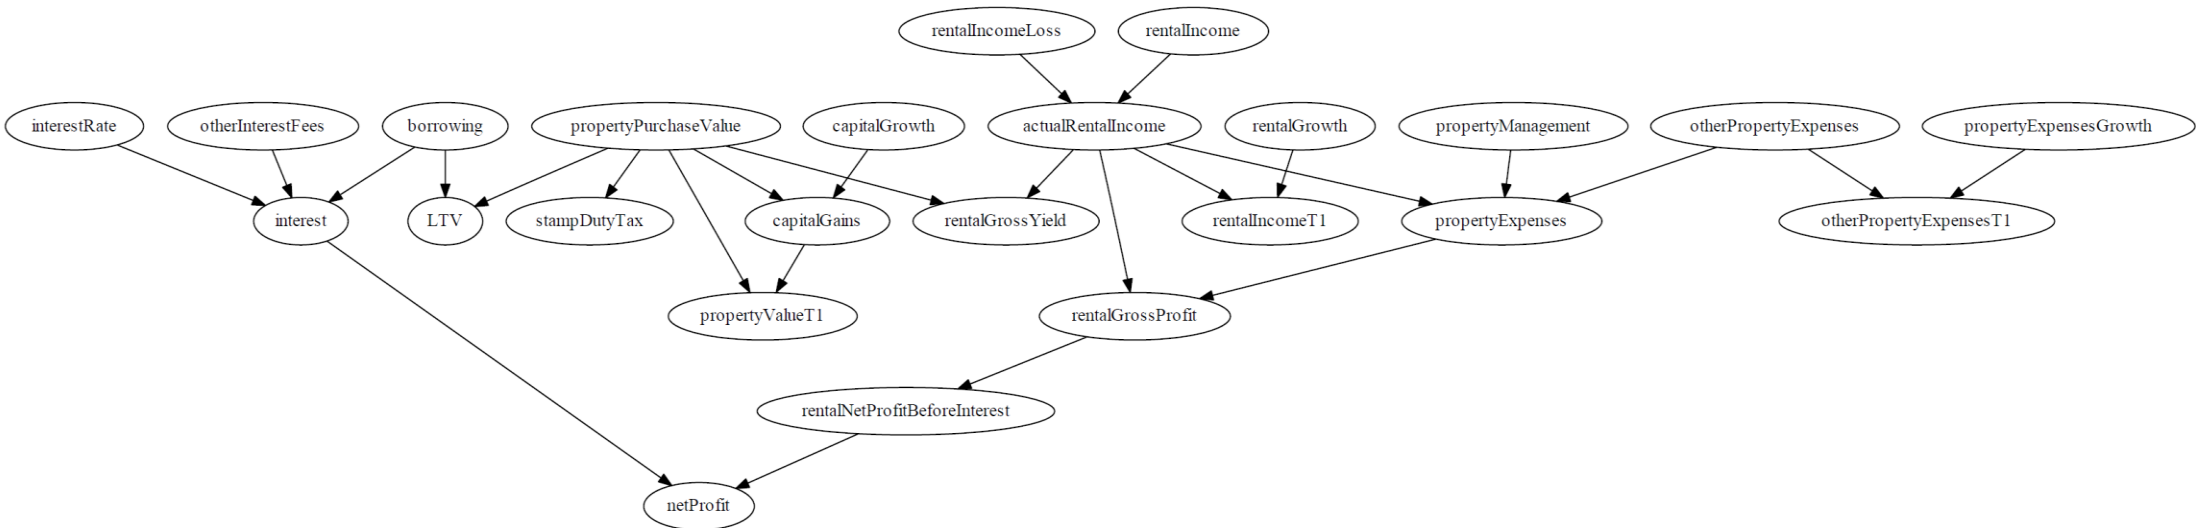 rentalIncomeLoss
rentalIncome
interestRate
otherInterestFees
borrowing
propertyPurchaseValue
capitalGrowth
actualRentalIncome
rentalGrowth
propertyManagement
otherPropertyExpenses
propertyExpensesGrowth
interest
LTV
stampDutyTax
capitalGains
rentalGrossYield
rentalIncomeT1
propertyExpenses
otherPropertyExpensesT1
propertyValueT1
rentalGrossProfit
rentalNetProfitBeforeInterest
netProfit